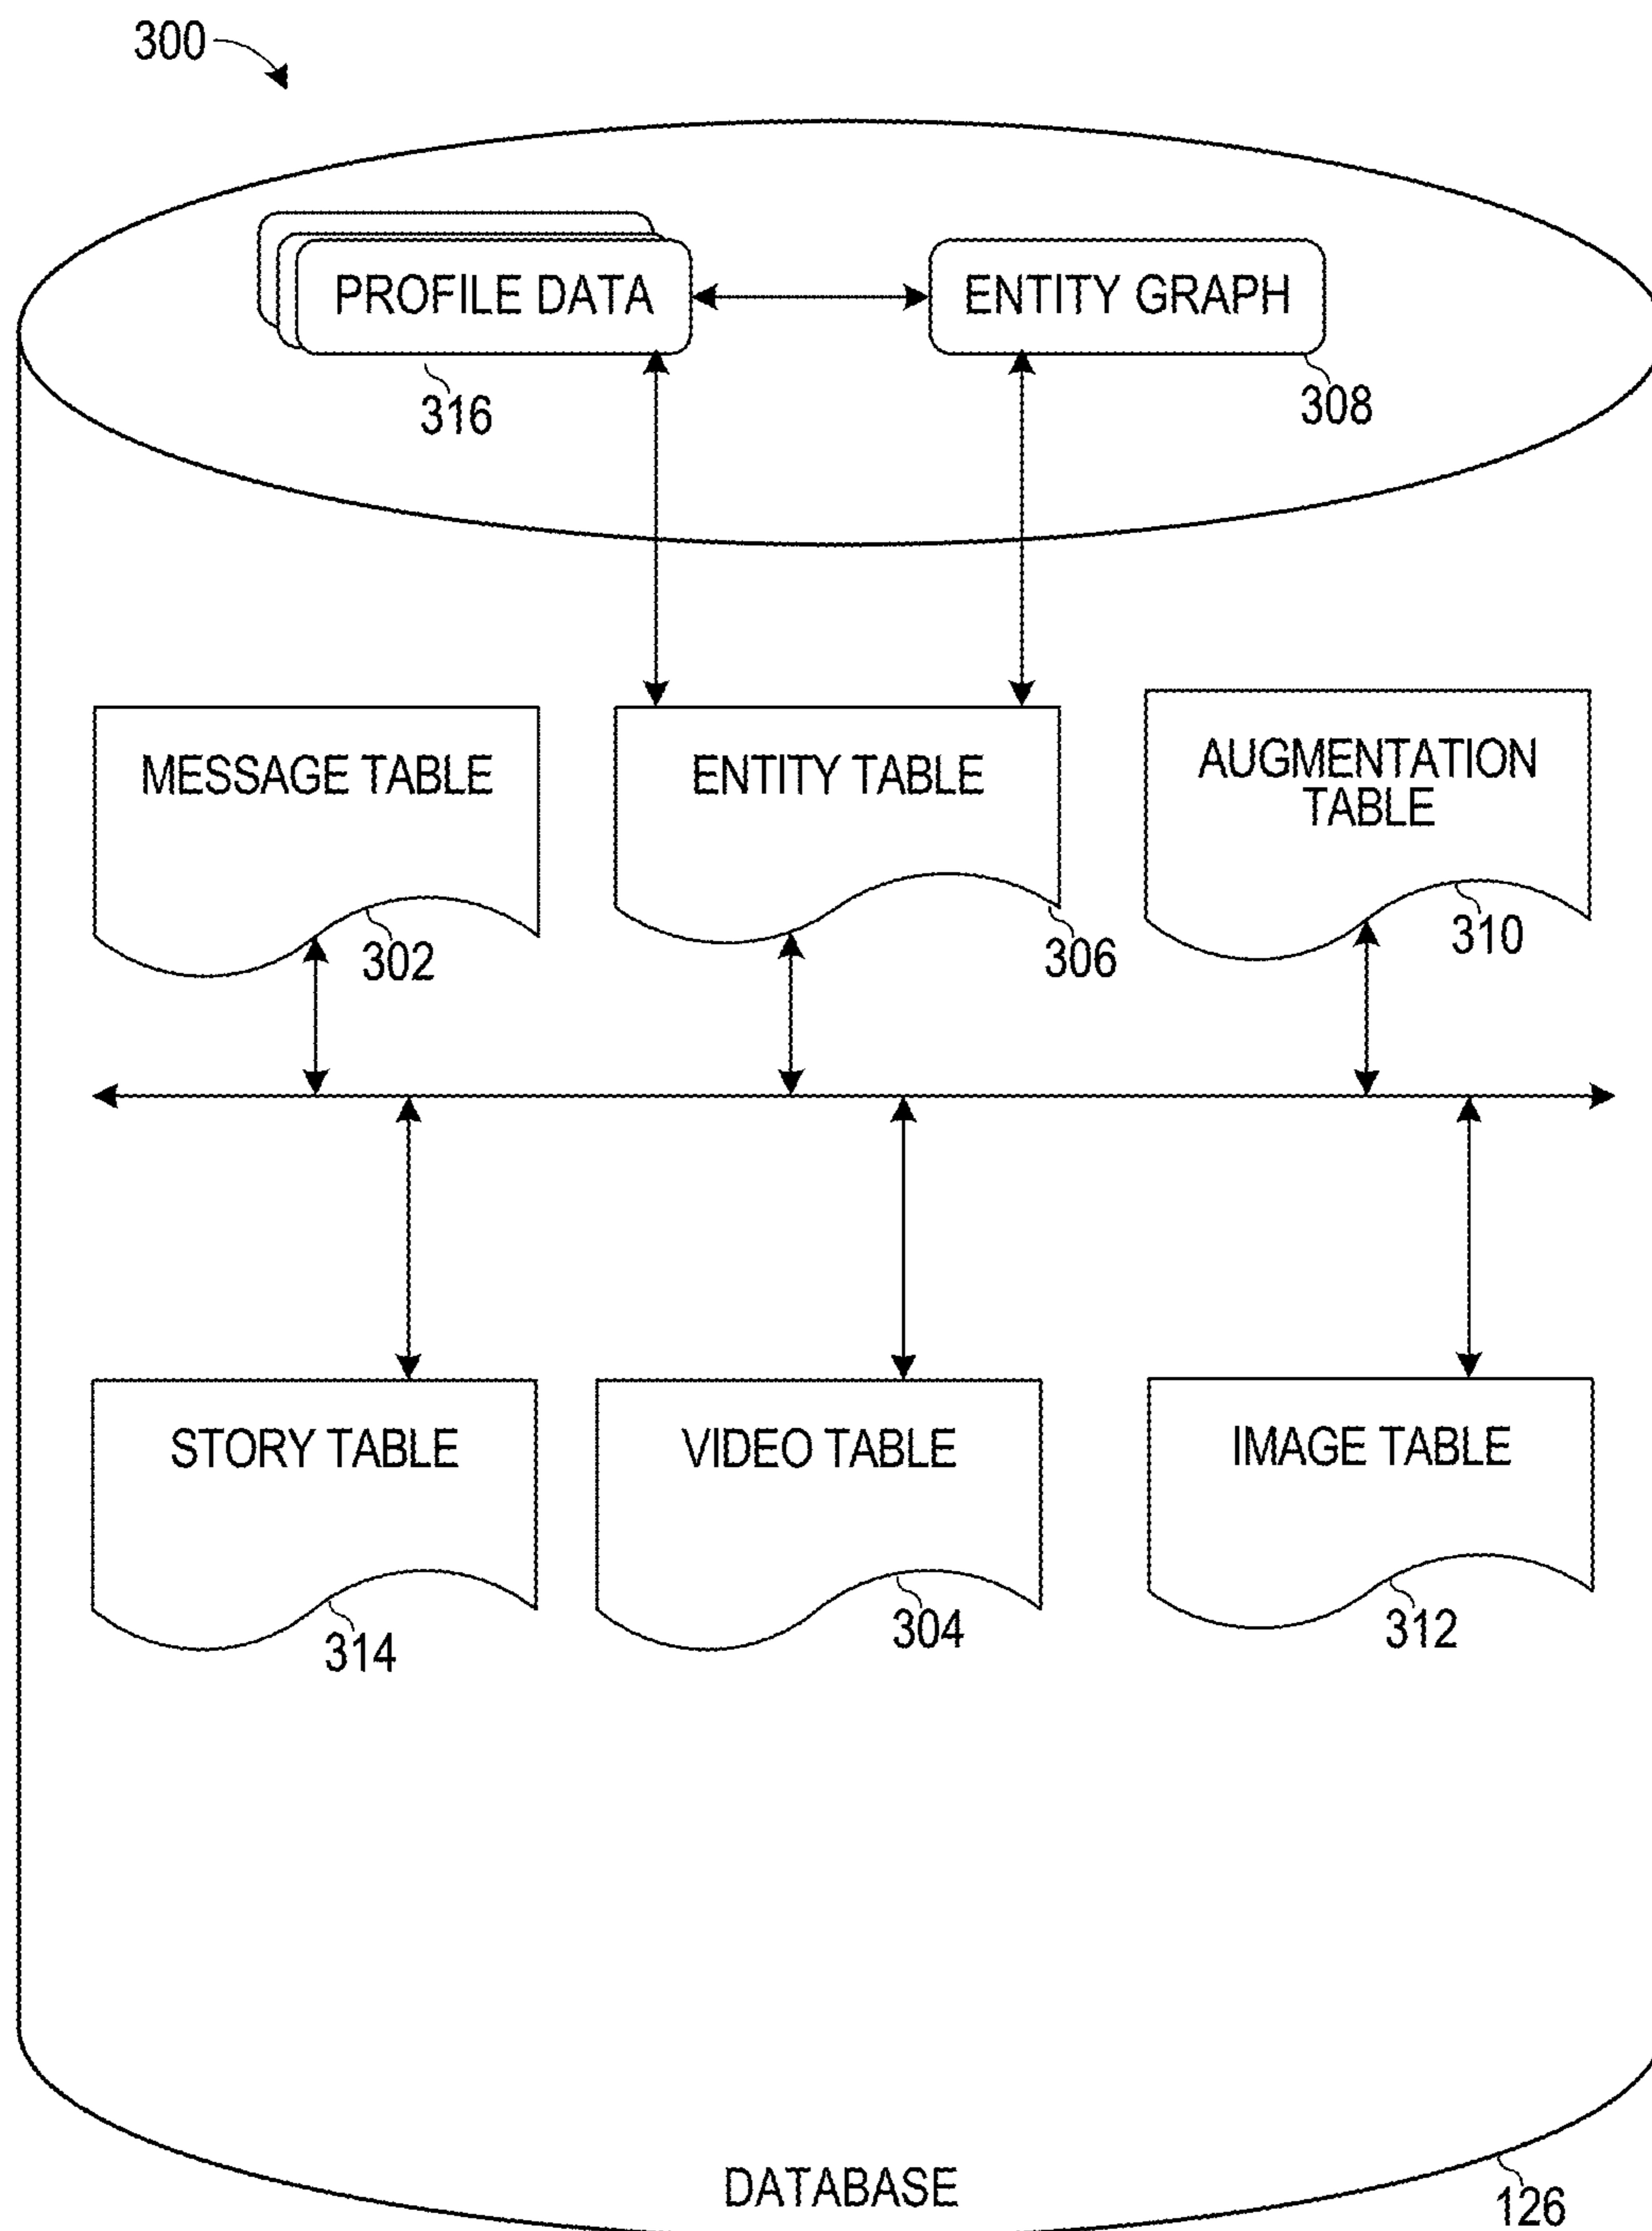 300
PROFILE DATA
ENTITY GRAPH
316
308
MESSAGE TABLE
ENTITY TABLE
AUGMENTATION
TABLE
302
306
310
STORY TABLE
VIDEO TABLE
IMAGE TABLE
314
304
312
DATABASE
126